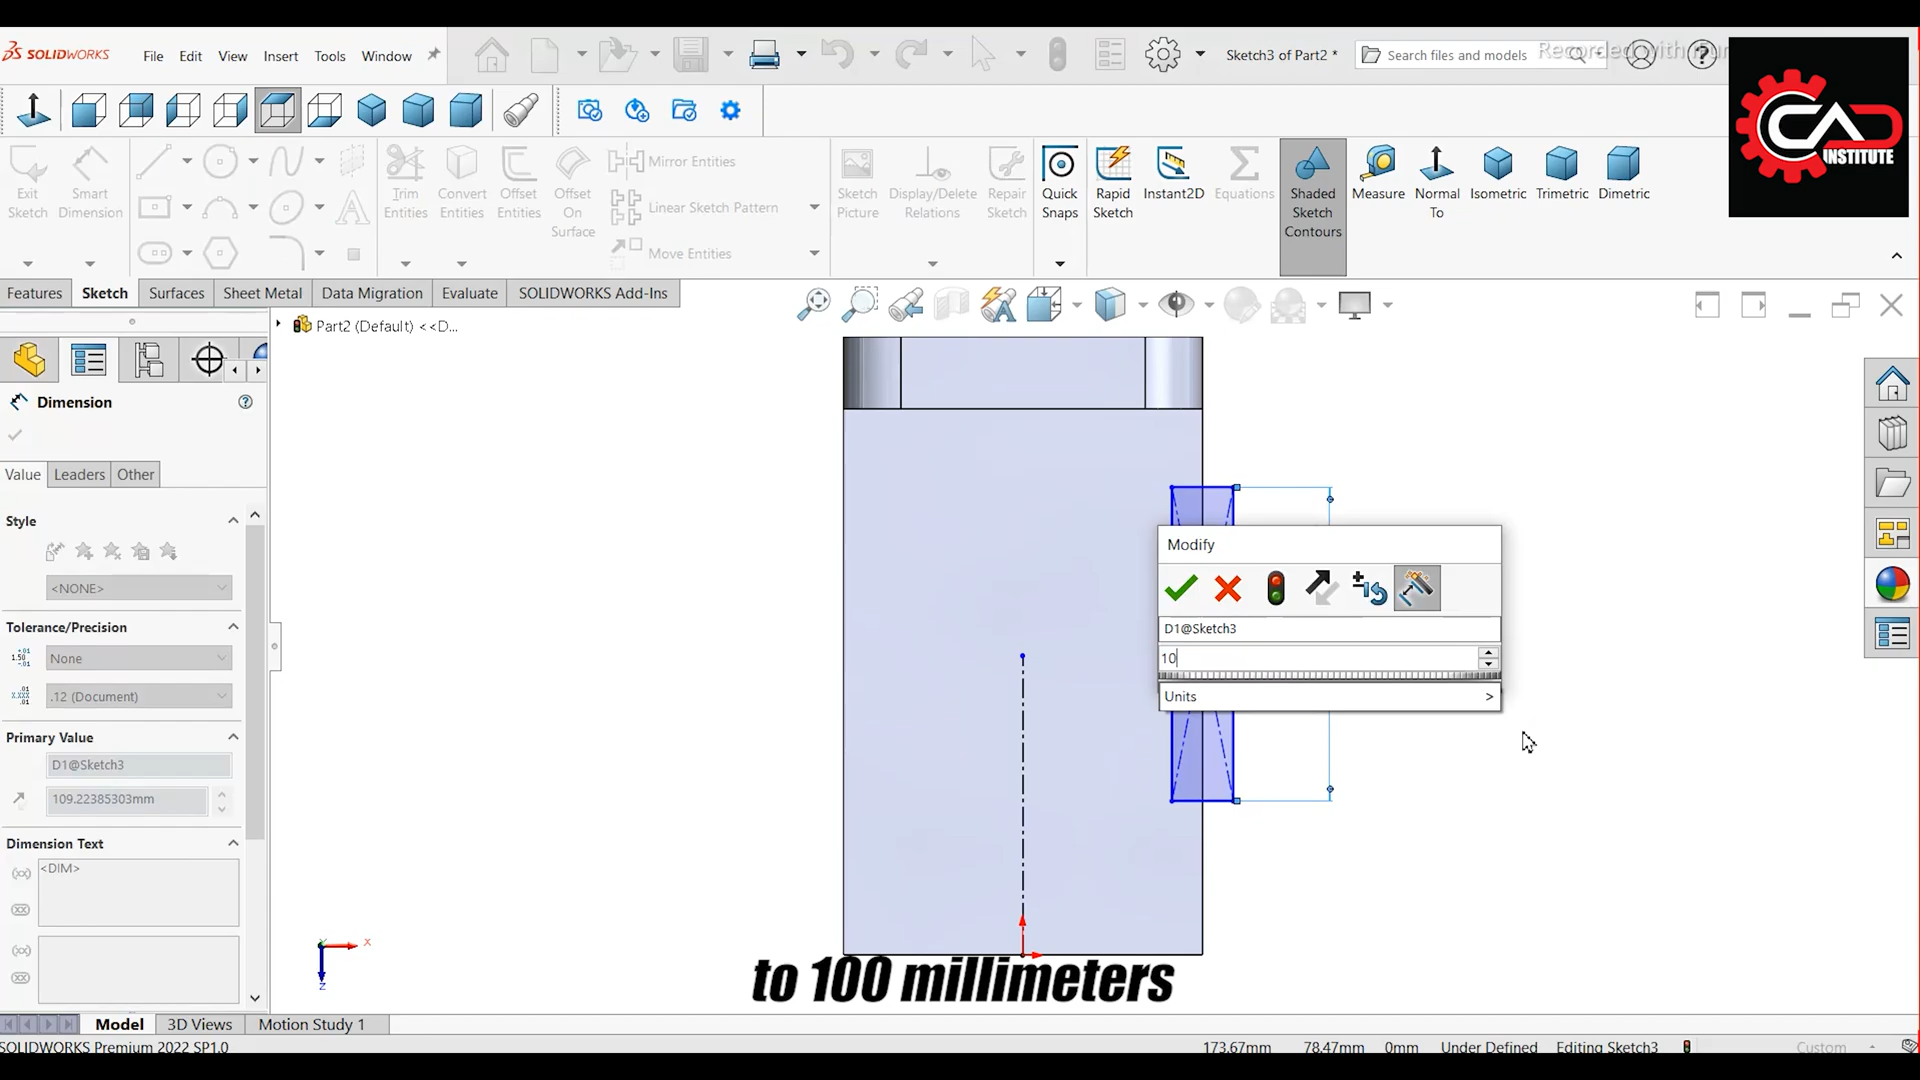 SOLIDWORKS
File
Edit
View
Insert
Tools
Window
Sketch3 of Part2 *
Search files and models
CAD
INSTITUTE
Exit
Sketch
Smart
Dimension
Trim
Entities
Convert
Entities
Offset
Entities
Offset
On
Surface
Mirror Entities
Linear Sketch Pattern
Move Entities
Sketch
Picture
Display/Delete
Relations
Repair
Sketch
Quick
Snaps
Rapid
Sketch
Instant2D
Equations
Shaded
Sketch
Contours
Measure
Normal
To
Isometric
Trimetric
Dimetric
Features
Sketch
Surfaces
Sheet Metal
Data Migration
Evaluate
SOLIDWORKS Add-Ins
Part2 (Default) <<D...
Dimension
Value
Leaders
Other
Style
<NONE>
Tolerance/Precision
None
.12 (Document)
Primary Value
D1@Sketch3
109.22385303mm
Dimension Text
<DIM>
Modify
D1@Sketch3
10
Units >
X
Z
to 100 millimeters
Model
3D Views
Motion Study 1
SOLIDWORKS Premium 2022 SP1.0
173.67mm
78.47mm
0mm
Under Defined
Editing Sketch3
Custom